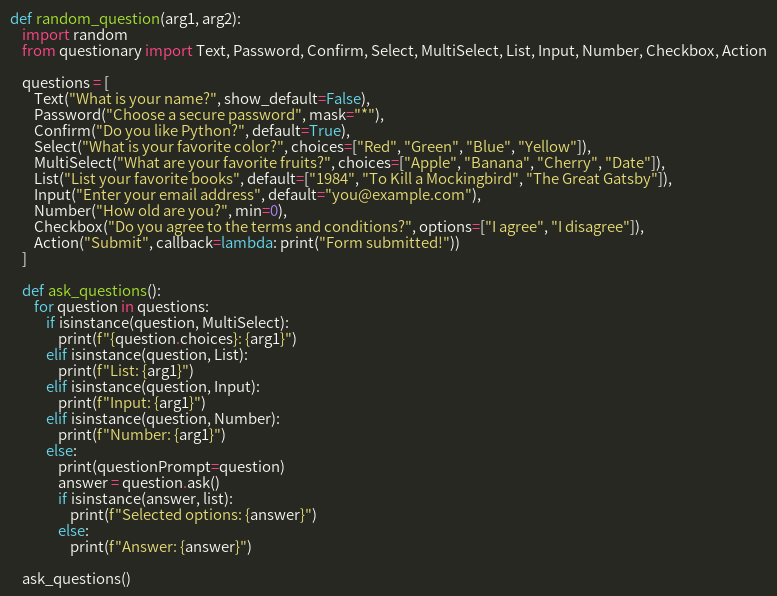 def random_question(arg1, arg2):
    import random
    from questionary import Text, Password, Confirm, Select, MultiSelect, List, Input, Number, Checkbox, Action

    questions = [
        Text("What is your name?", show_default=False),
        Password("Choose a secure password", mask="*"),
        Confirm("Do you like Python?", default=True),
        Select("What is your favorite color?", choices=["Red", "Green", "Blue", "Yellow"]),
        MultiSelect("What are your favorite fruits?", choices=["Apple", "Banana", "Cherry", "Date"]),
        List("List your favorite books", default=["1984", "To Kill a Mockingbird", "The Great Gatsby"]),
        Input("Enter your email address", default="you@example.com"),
        Number("How old are you?", min=0),
        Checkbox("Do you agree to the terms and conditions?", options=["I agree", "I disagree"]),
        Action("Submit", callback=lambda: print("Form submitted!"))
    ]

    def ask_questions():
        for question in questions:
            if isinstance(question, MultiSelect):
                print(f"{question.choices}: {arg1}")
            elif isinstance(question, List):
                print(f"List: {arg1}")
            elif isinstance(question, Input):
                print(f"Input: {arg1}")
            elif isinstance(question, Number):
                print(f"Number: {arg1}")
            else:
                print(questionPrompt=question)
                answer = question.ask()
                if isinstance(answer, list):
                    print(f"Selected options: {answer}")
                else:
                    print(f"Answer: {answer}")

    ask_questions()